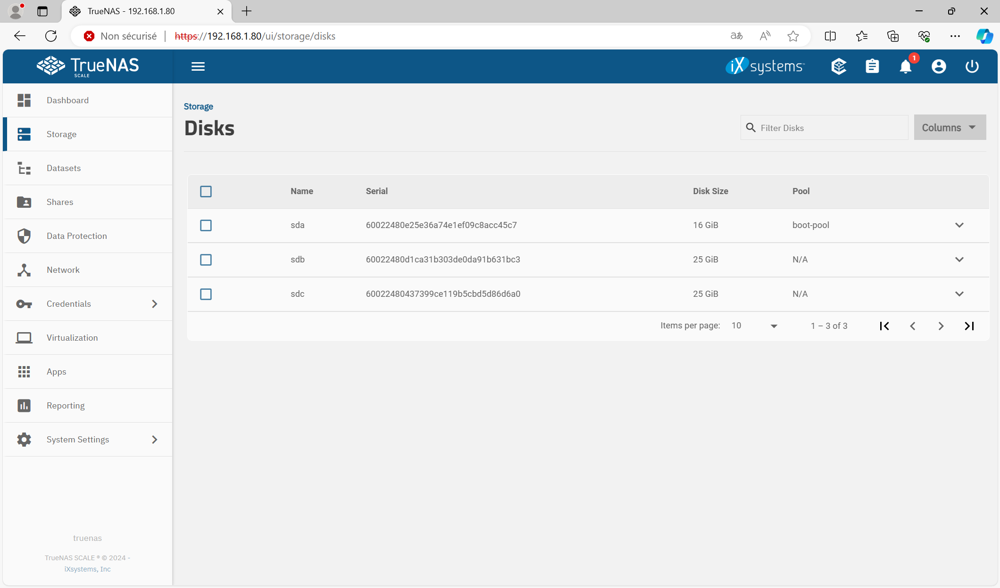 TrueNAS - 192.168.1.80
Non sécurisé
https://192.168.1.80/ui/storage/disks
TrueNAS
SCALE
iXsystems™
1
Dashboard
Storage
Datasets
Shares
Data Protection
Network
Credentials
Virtualization
Apps
Reporting
System Settings
truenas
TrueNAS SCALE ® © 2024 -
iXsystems, Inc
Storage
Disks
Filter Disks
Columns
Name Serial Disk Size Pool
sda 60022480e25e36a74e1ef09c8acc45c7 16 GiB boot-pool
sdb 60022480d1ca31b303de0da91b631bc3 25 GiB N/A
sdc 60022480437399ce119b5cbd5d86d6a0 25 GiB N/A
Items per page: 10 1 – 3 of 3